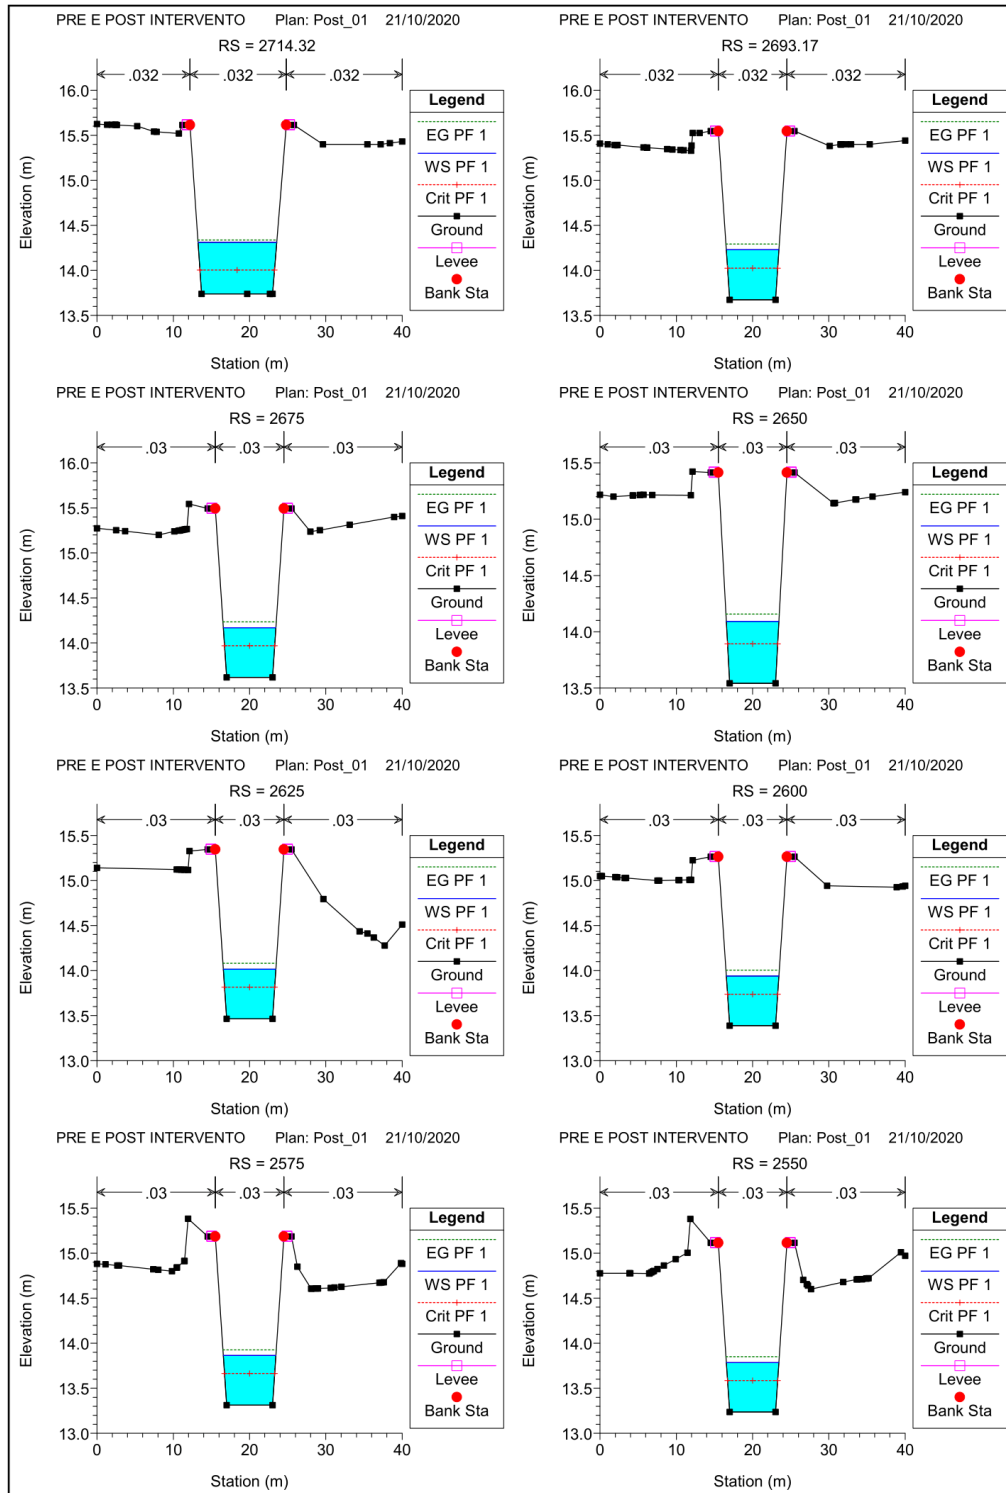 PRE E POST INTERVENTO Plan: Post_01 21/10/2020
RS = 2714.32
.032 .032 .032
Elevation (m)
16.0
15.5
15.0
14.5
14.0
13.5
0 10 20 30 40
Station (m)
Legend
EG PF 1
WS PF 1
Crit PF 1
Ground
Levee
Bank Sta
PRE E POST INTERVENTO Plan: Post_01 21/10/2020
RS = 2693.17
.032 .032 .032
Elevation (m)
16.0
15.5
15.0
14.5
14.0
13.5
0 10 20 30 40
Station (m)
Legend
EG PF 1
WS PF 1
Crit PF 1
Ground
Levee
Bank Sta
PRE E POST INTERVENTO Plan: Post_01 21/10/2020
RS = 2675
.03 .03 .03
Elevation (m)
16.0
15.5
15.0
14.5
14.0
13.5
0 10 20 30 40
Station (m)
Legend
EG PF 1
WS PF 1
Crit PF 1
Ground
Levee
Bank Sta
PRE E POST INTERVENTO Plan: Post_01 21/10/2020
RS = 2650
.03 .03 .03
Elevation (m)
15.5
15.0
14.5
14.0
13.5
0 10 20 30 40
Station (m)
Legend
EG PF 1
WS PF 1
Crit PF 1
Ground
Levee
Bank Sta
PRE E POST INTERVENTO Plan: Post_01 21/10/2020
RS = 2625
.03 .03 .03
Elevation (m)
15.5
15.0
14.5
14.0
13.5
13.0
0 10 20 30 40
Station (m)
Legend
EG PF 1
WS PF 1
Crit PF 1
Ground
Levee
Bank Sta
PRE E POST INTERVENTO Plan: Post_01 21/10/2020
RS = 2600
.03 .03 .03
Elevation (m)
15.5
15.0
14.5
14.0
13.5
13.0
0 10 20 30 40
Station (m)
Legend
EG PF 1
WS PF 1
Crit PF 1
Ground
Levee
Bank Sta
PRE E POST INTERVENTO Plan: Post_01 21/10/2020
RS = 2575
.03 .03 .03
Elevation (m)
15.5
15.0
14.5
14.0
13.5
13.0
0 10 20 30 40
Station (m)
Legend
EG PF 1
WS PF 1
Crit PF 1
Ground
Levee
Bank Sta
PRE E POST INTERVENTO Plan: Post_01 21/10/2020
RS = 2550
.03 .03 .03
Elevation (m)
15.5
15.0
14.5
14.0
13.5
13.0
0 10 20 30 40
Station (m)
Legend
EG PF 1
WS PF 1
Crit PF 1
Ground
Levee
Bank Sta